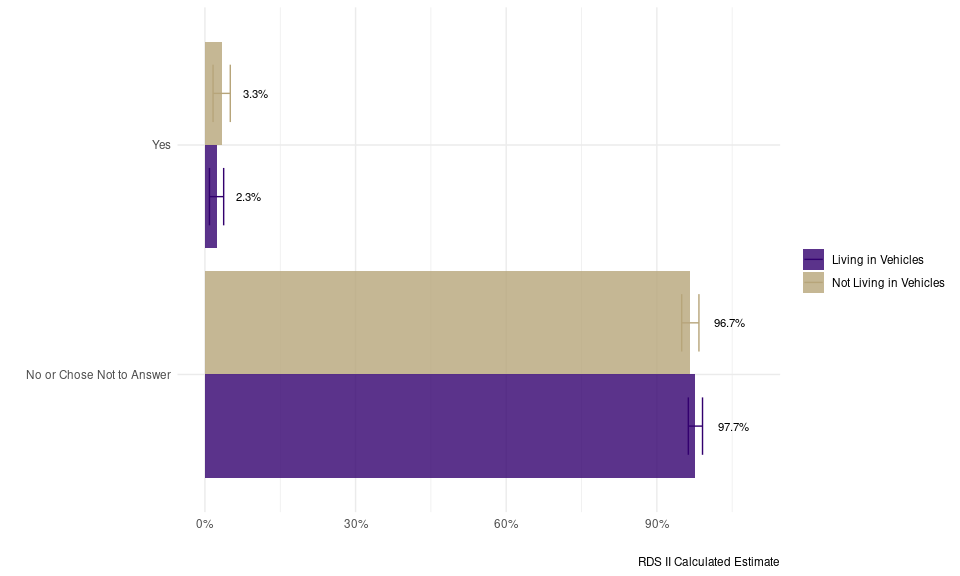 3.3%
Yes
2.3%
Living in Vehicles
Not Living in Vehicles
96.7%
No or Chose Not to Answer
97.7%
0%
30%
60%
90%
RDS II Calculated Estimate